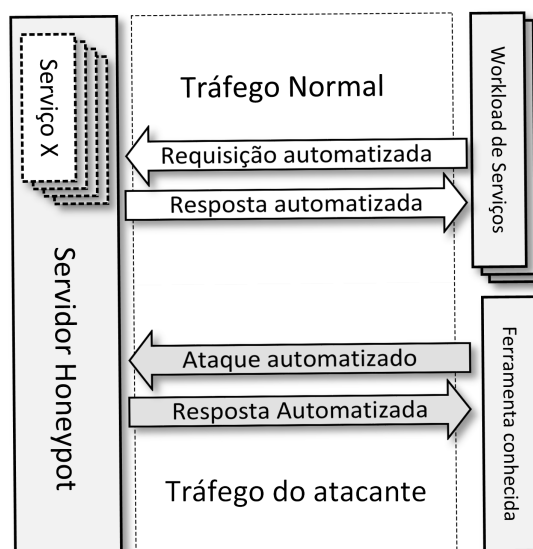 Serviço X
Servidor Honeypot
Tráfego Normal
Requisição automatizada
Resposta automatizada
Workload de Serviços
Ataque automatizado
Resposta Automatizada
Tráfego do atacante
Ferramenta conhecida